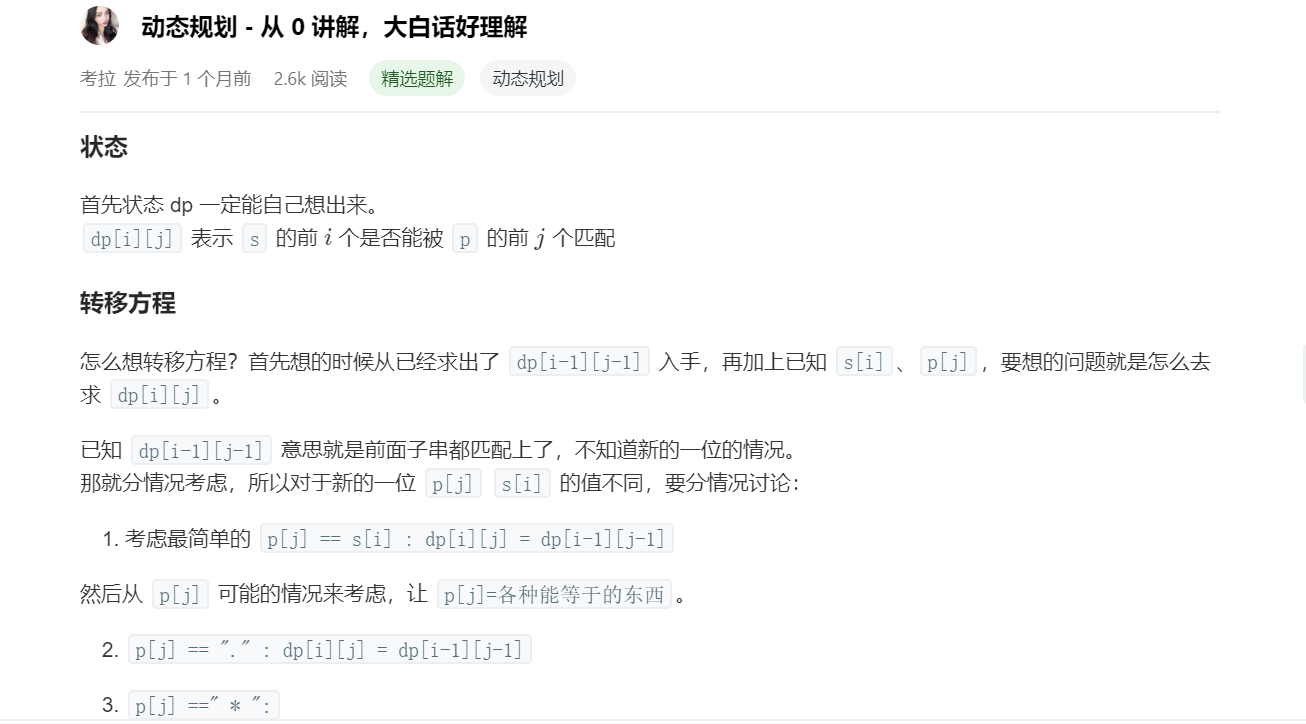 动态规划 - 从 0 讲解，大白话好理解
考拉 发布于 1 个月前 2.6k 阅读 精选题解 动态规划
状态
首先状态 dp 一定能自己想出来。
dp[i][j] 表示 s 的前 i 个是否能被 p 的前 j 个匹配
转移方程
怎么想转移方程？首先想的时候从已经求出了 dp[i-1][j-1] 入手，再加上已知 s[i] 、 p[j] ，要想的问题就是怎么去
求 dp[i][j] 。
已知 dp[i-1][j-1] 意思就是前面子串都匹配上了，不知道新的一位的情况。
那就分情况考虑，所以对于新的一位 p[j] s[i] 的值不同，要分情况讨论：
1. 考虑最简单的 p[j] == s[i] : dp[i][j] = dp[i-1][j-1]
然后从 p[j] 可能的情况来考虑，让 p[j]=各种能等于的东西 。
2. p[j] == "." : dp[i][j] = dp[i-1][j-1]
3. p[j] ==" * ":